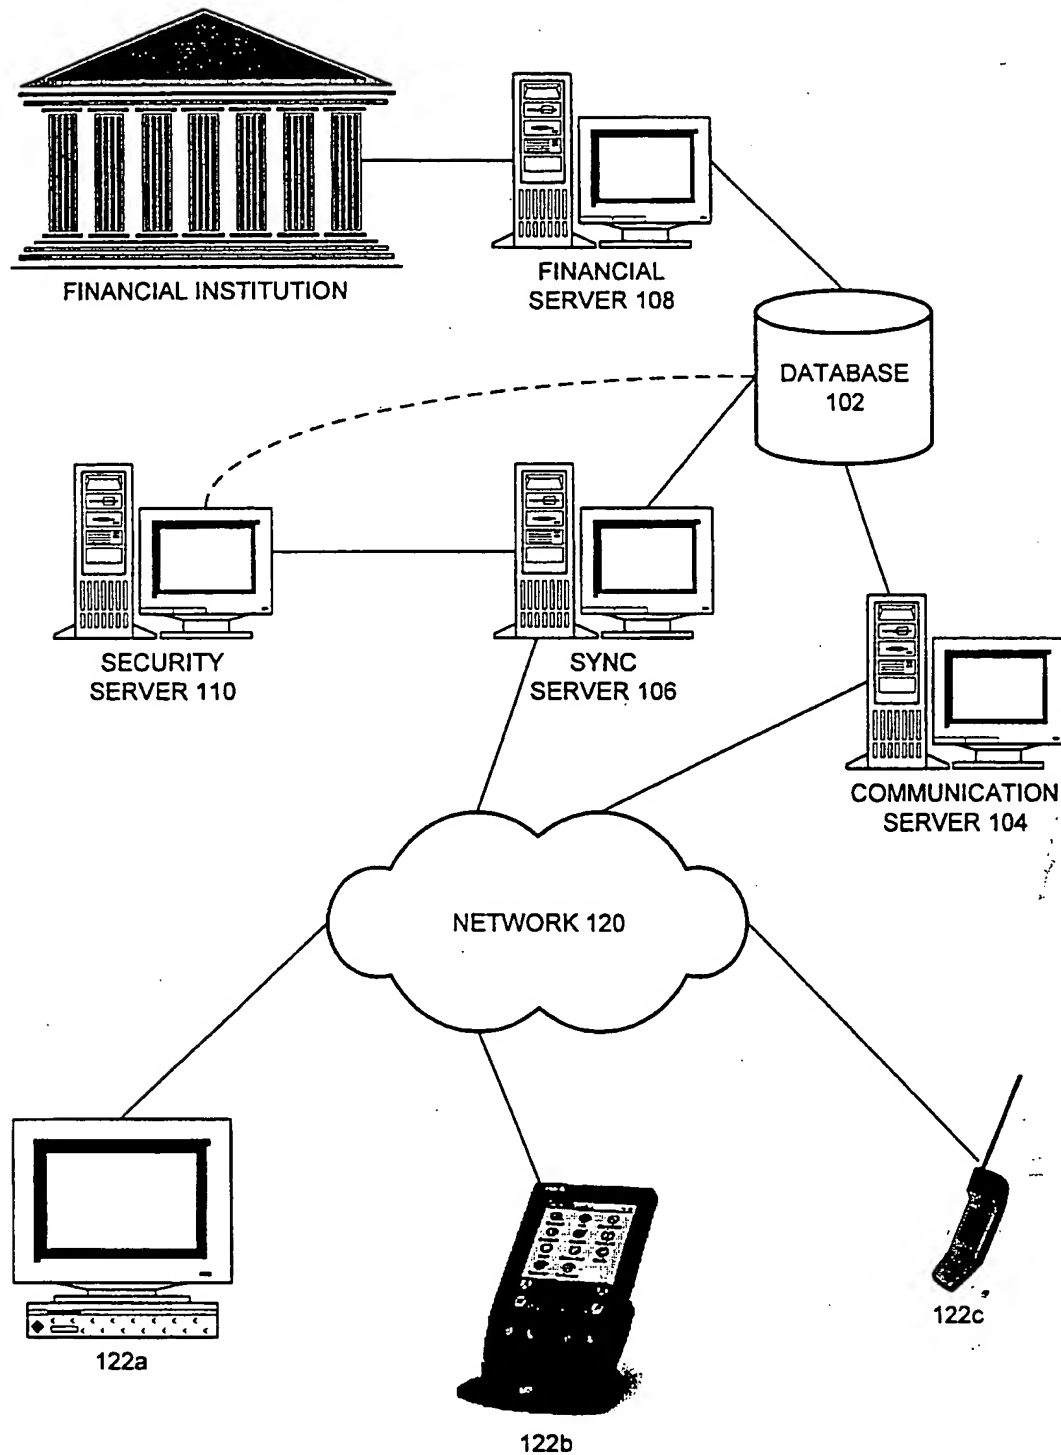 FINANCIAL INSTITUTION
FINANCIAL
SERVER 108
DATABASE
102
SECURITY
SERVER 110
SYNC
SERVER 106
COMMUNICATION
SERVER 104
NETWORK 120
122a
122b
122c